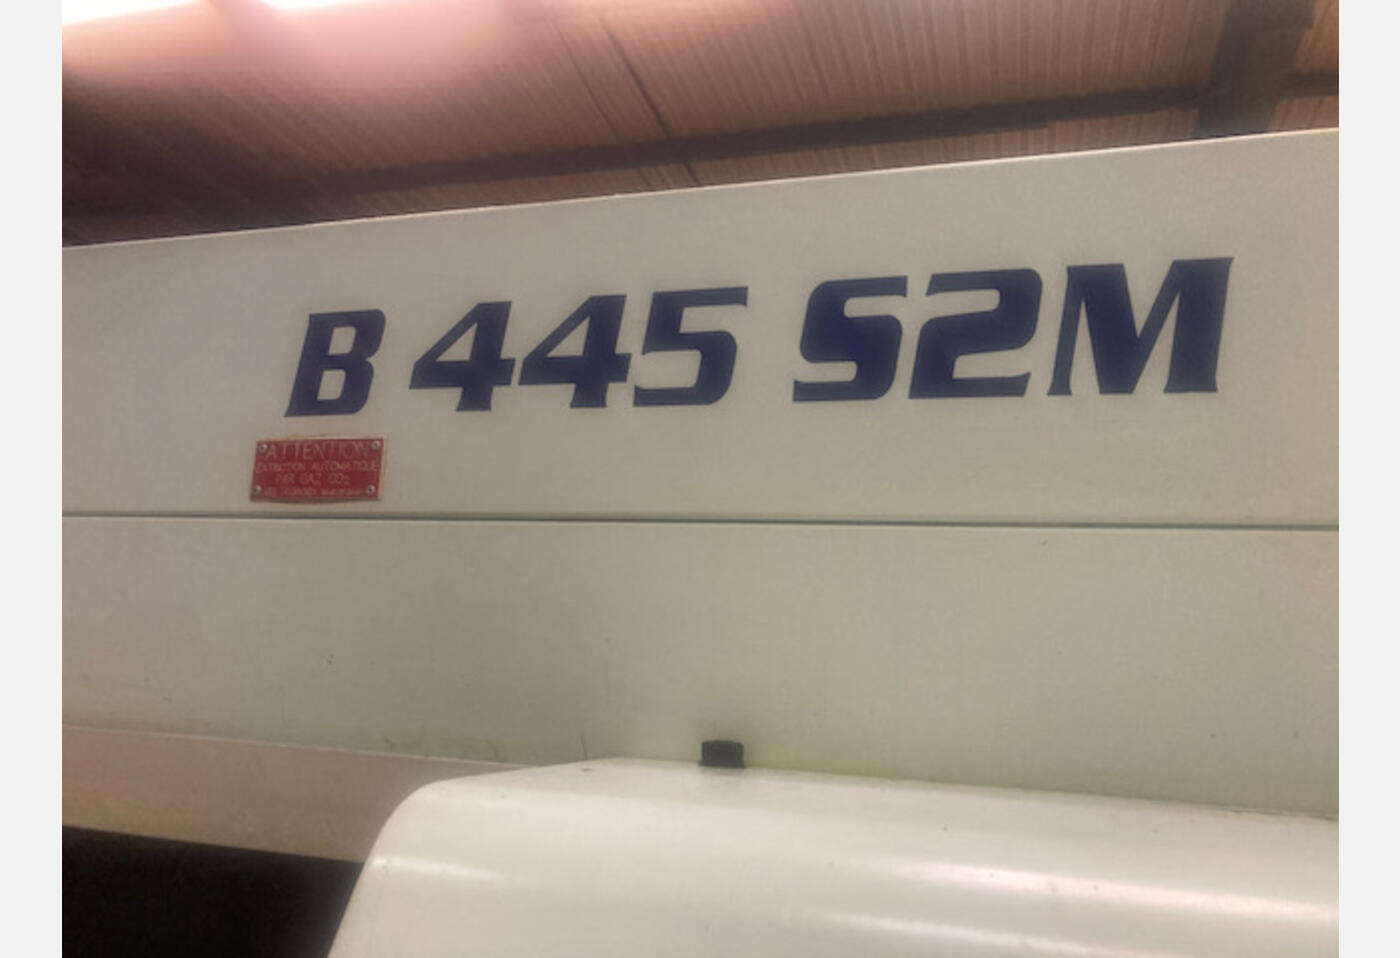 B 445 S2M
ATTENTION
EXTINCTION AUTOMATIQUE
PAR GAZ CO2